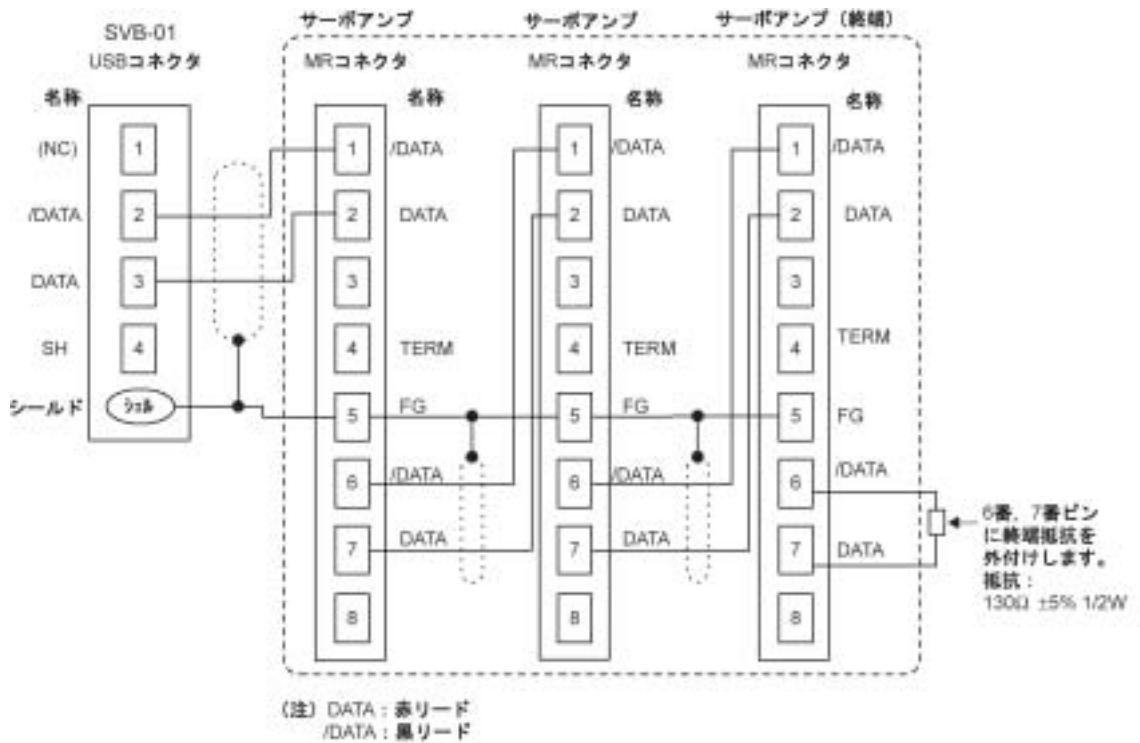 サーボアンプ
サーボアンプ
サーボアンプ (終端)
SVB-01
USBコネクタ
MRコネクタ
MRコネクタ
MRコネクタ
名称
名称
名称
名称
(NC)
1
/DATA
2
DATA
3
SH
4
シールド
シェル
1
/DATA
2
DATA
3
4
TERM
5
FG
6
/DATA
7
DATA
8
1
/DATA
2
DATA
3
4
TERM
5
FG
6
/DATA
7
DATA
8
1
/DATA
2
DATA
3
4
TERM
5
FG
6
/DATA
7
DATA
8
6番、7番ピン
に終端抵抗を
外付けします。
抵抗：
130Ω ±5% 1/2W
(注) DATA：赤リード
/DATA：黒リード